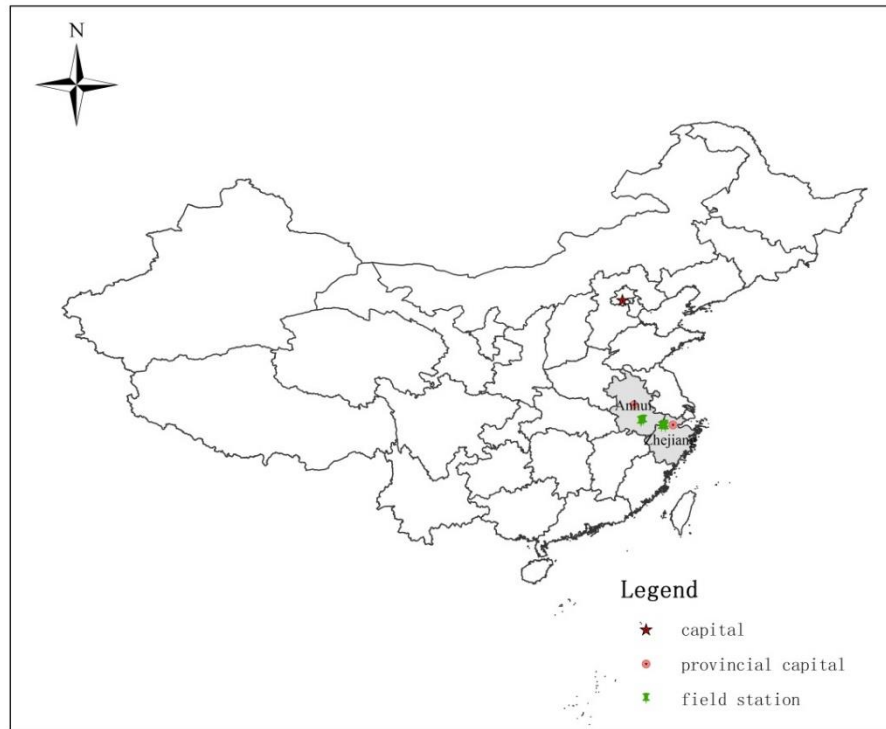 N
Anhui
Zhejian
Legend
capital
provincial capital
field station